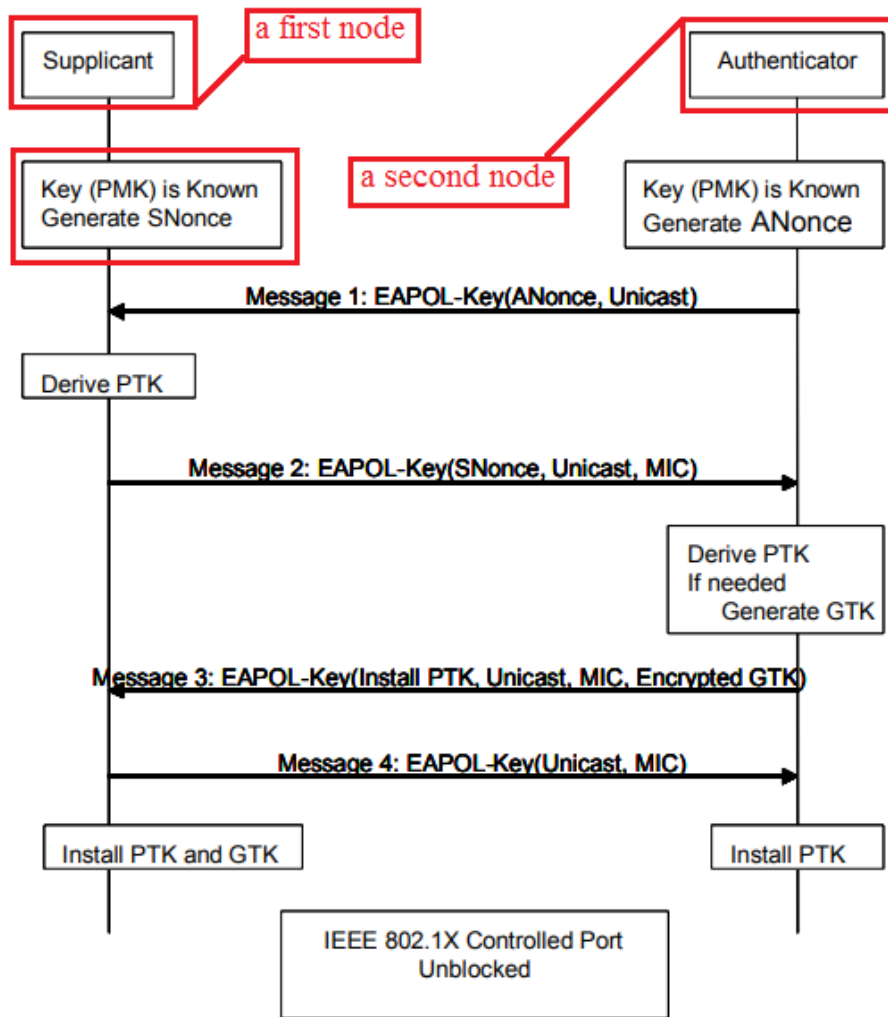 a first node
Supplicant
Authenticator
a second node
Key (PMK) is Known
Generate SNonce
Key (PMK) is Known
Generate ANonce
Message 1: EAPOL-Key(ANonce, Unicast)
Derive PTK
Message 2: EAPOL-Key(SNonce, Unicast, MIC)
Derive PTK
If needed
Generate GTK
Message 3: EAPOL-Key(Install PTK, Unicast, MIC, Encrypted GTK)
Message 4: EAPOL-Key(Unicast, MIC)
Install PTK and GTK
Install PTK
IEEE 802.1X Controlled Port
Unblocked